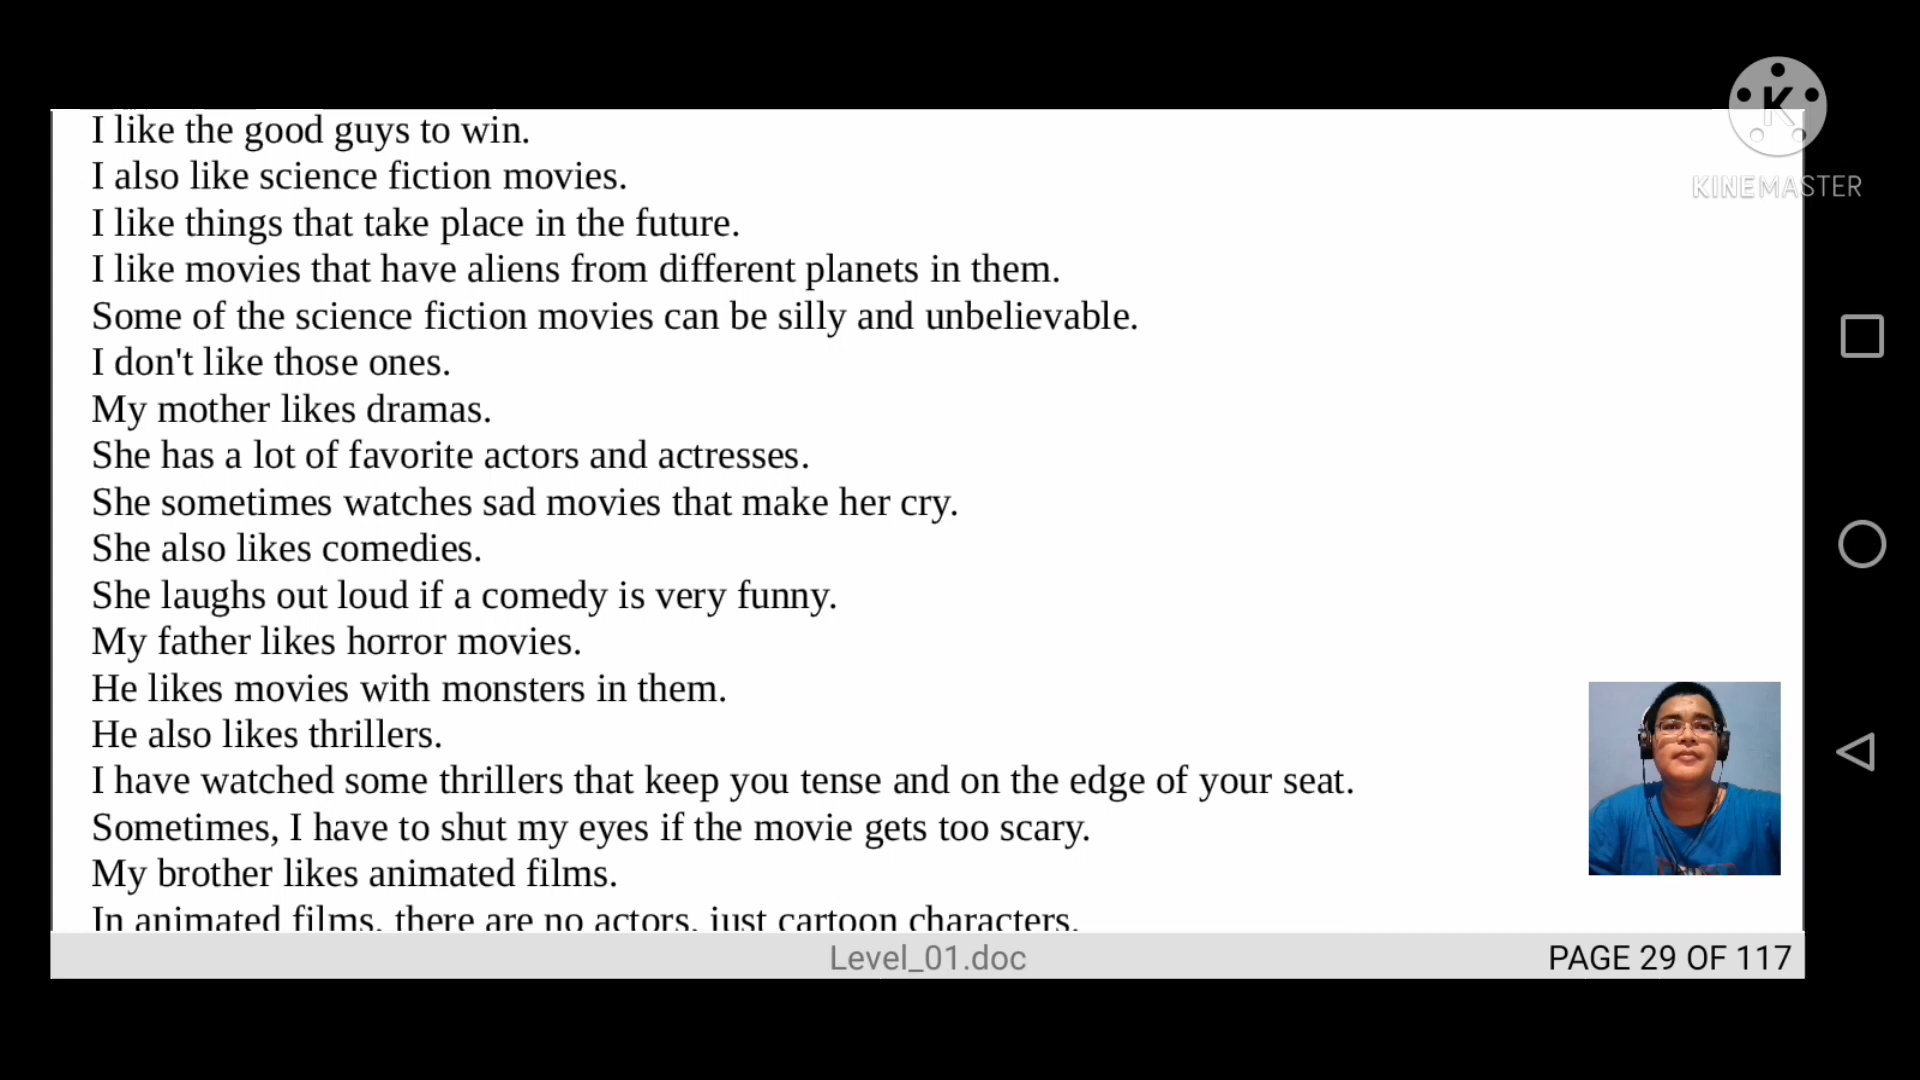 I like the good guys to win.
I also like science fiction movies.
I like things that take place in the future.
I like movies that have aliens from different planets in them.
Some of the science fiction movies can be silly and unbelievable.
I don't like those ones.
My mother likes dramas.
She has a lot of favorite actors and actresses.
She sometimes watches sad movies that make her cry.
She also likes comedies.
She laughs out loud if a comedy is very funny.
My father likes horror movies.
He likes movies with monsters in them.
He also likes thrillers.
I have watched some thrillers that keep you tense and on the edge of your seat.
Sometimes, I have to shut my eyes if the movie gets too scary.
My brother likes animated films.
In animated films, there are no actors, just cartoon characters.
Level_01.doc
PAGE 29 OF 117
K
KINEMASTER